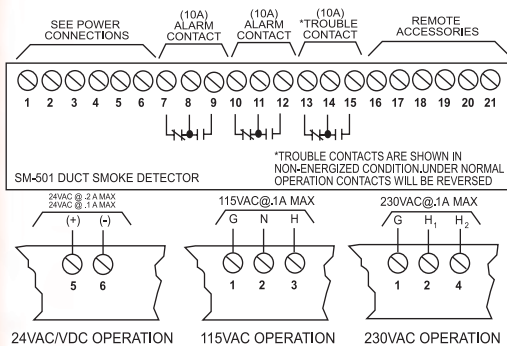 SEE POWER CONNECTIONS
(10A) ALARM CONTACT
(10A) ALARM CONTACT
(10A) *TROUBLE CONTACT
REMOTE ACCESSORIES
1 2 3 4 5 6 7 8 9 10 11 12 13 14 15 16 17 18 19 20 21
SM-501 DUCT SMOKE DETECTOR
*TROUBLE CONTACTS ARE SHOWN IN
NON-ENERGIZED CONDITION.UNDER NORMAL
OPERATION CONTACTS WILL BE REVERSED
24VAC @ .2 A MAX
24VAC @ .1 A MAX
(+) (-)
5 6
24VAC/VDC OPERATION
115VAC@.1A MAX
G N H
1 2 3
115VAC OPERATION
230VAC@.1A MAX
G H1 H2
1 2 4
230VAC OPERATION